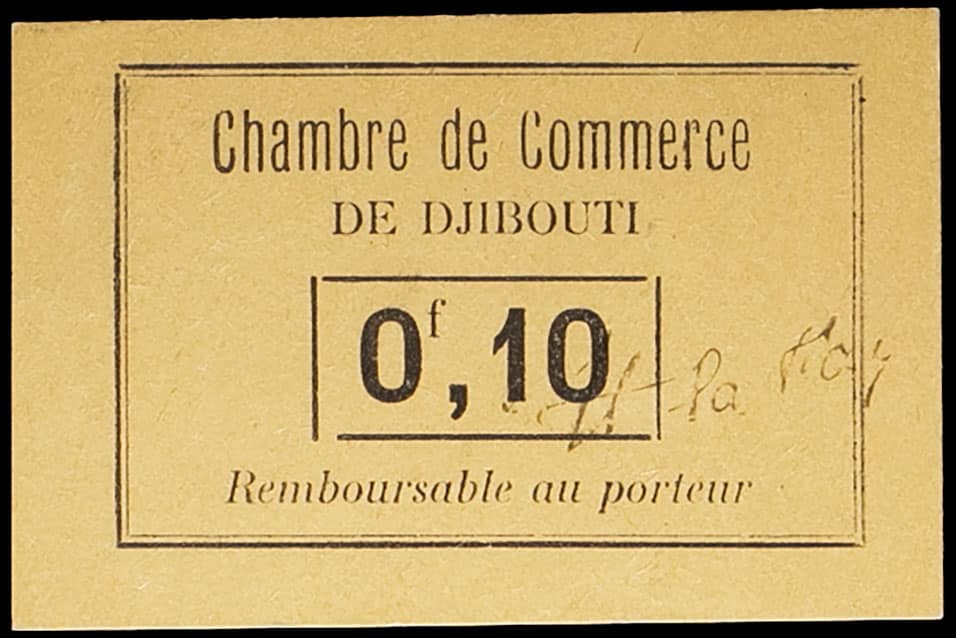 Chambre de Commerce
DE DJIBOUTI
0f,10
Remboursable au porteur